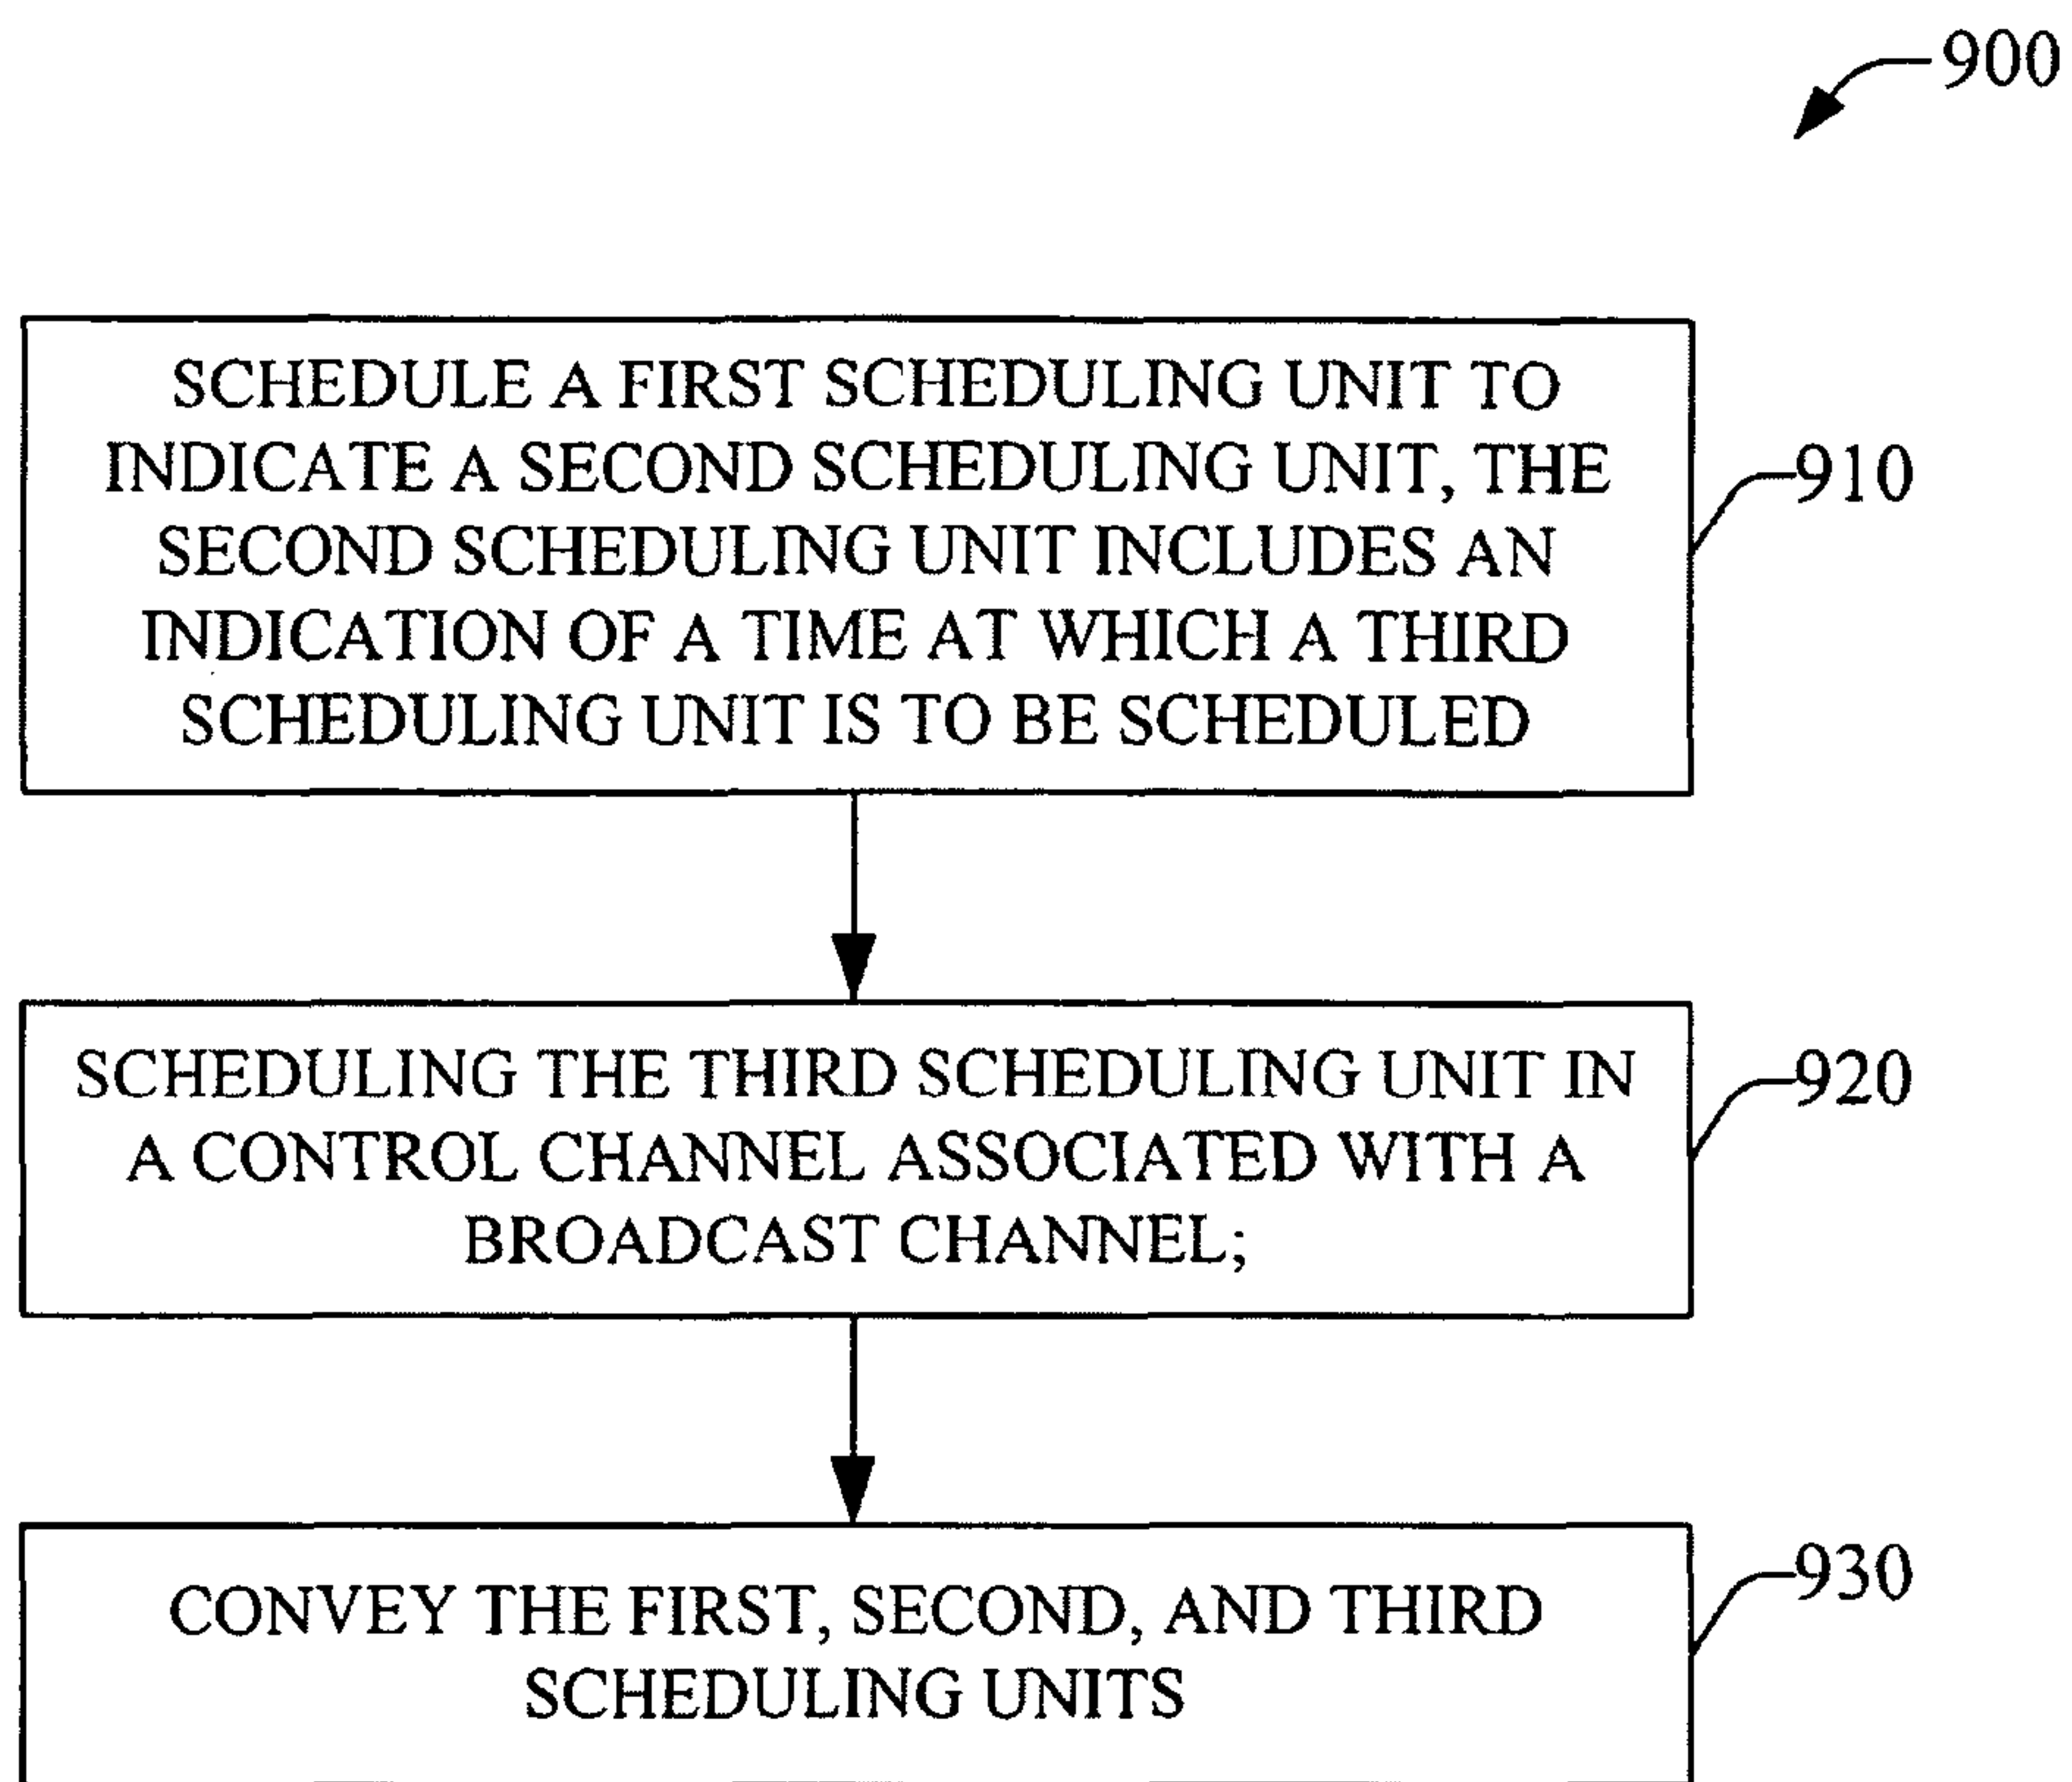 900
SCHEDULE A FIRST SCHEDULING UNIT TO
INDICATE A SECOND SCHEDULING UNIT, THE
SECOND SCHEDULING UNIT INCLUDES AN
INDICATION OF A TIME AT WHICH A THIRD
SCHEDULING UNIT IS TO BE SCHEDULED
910
SCHEDULING THE THIRD SCHEDULING UNIT IN
A CONTROL CHANNEL ASSOCIATED WITH A
BROADCAST CHANNEL;
920
CONVEY THE FIRST, SECOND, AND THIRD
SCHEDULING UNITS
930